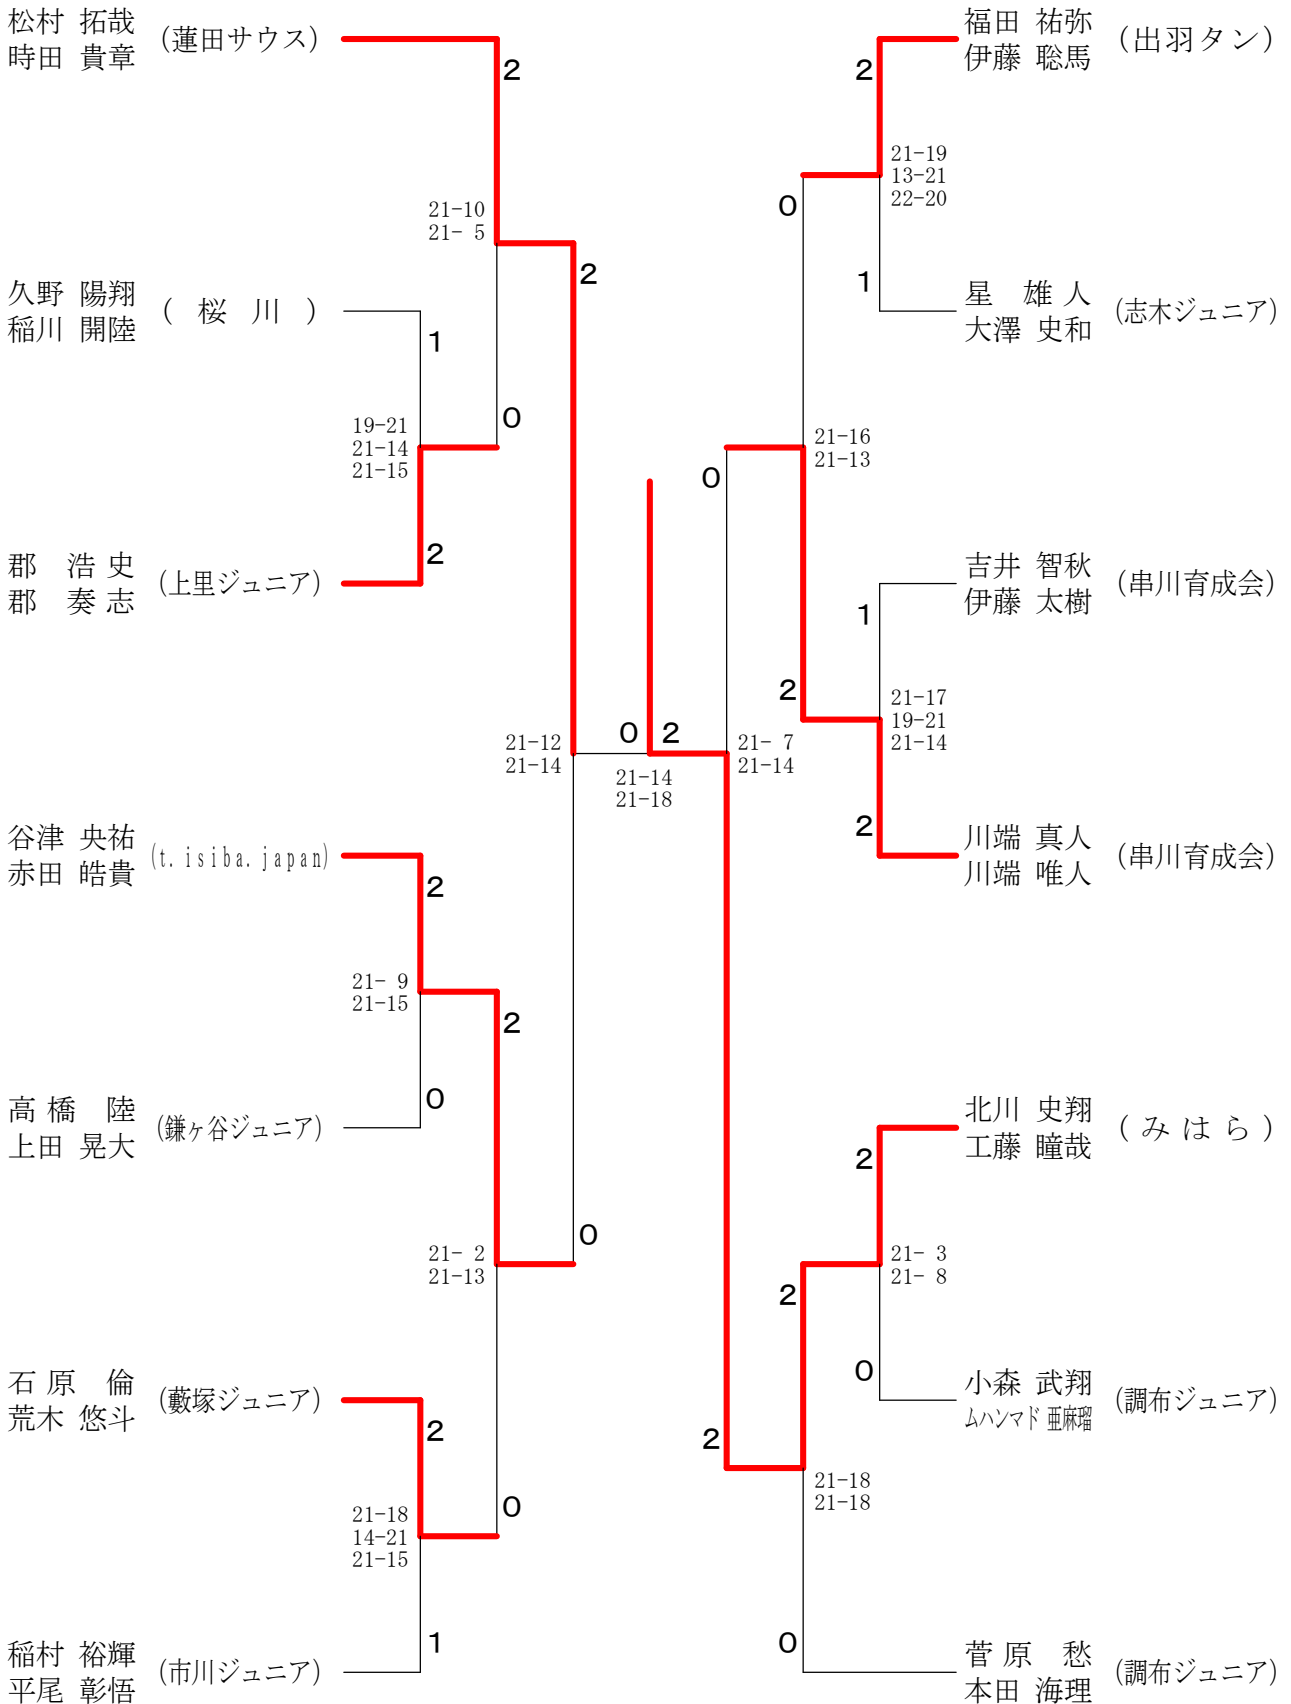 松村 拓哉
時田 貴章
(蓮田サウス)
2
21-10
21- 5
2
久野 陽翔
稲川 開陸
( 桜 川 )
1
19-21
21-14
21-15
0
郡 浩史
郡 奏志
(上里ジュニア)
2
21-12
21-14
谷津 央祐
赤田 皓貴
(t.isiba.japan)
2
21- 9
21-15
2
高橋 陸
上田 晃大
(鎌ヶ谷ジュニア)
0
21- 2
21-13
0
石原 倫
荒木 悠斗
(藪塚ジュニア)
2
21-18
14-21
21-15
0
稲村 裕輝
平尾 彰悟
(市川ジュニア)
1
0 2
21-14
21-18
福田 祐弥
伊藤 聡馬
(出羽タン)
2
21-19
13-21
22-20
0
星 雄人
大澤 史和
(志木ジュニア)
1
21-16
21-13
0
吉井 智秋
伊藤 太樹
(串川育成会)
1
21-17
19-21
21-14
2
川端 真人
川端 唯人
(串川育成会)
2
21- 7
21-14
北川 史翔
工藤 瞳哉
(みはら)
2
21- 3
21- 8
2
小森 武翔
ムハンマド 亜麻瑠
(調布ジュニア)
0
2
21-18
21-18
菅原 愁
本田 海理
(調布ジュニア)
0